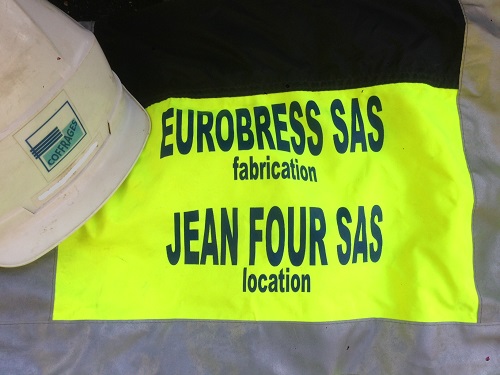 COFFRAGES
EUROBRESS SAS
fabrication
JEAN FOUR SAS
location